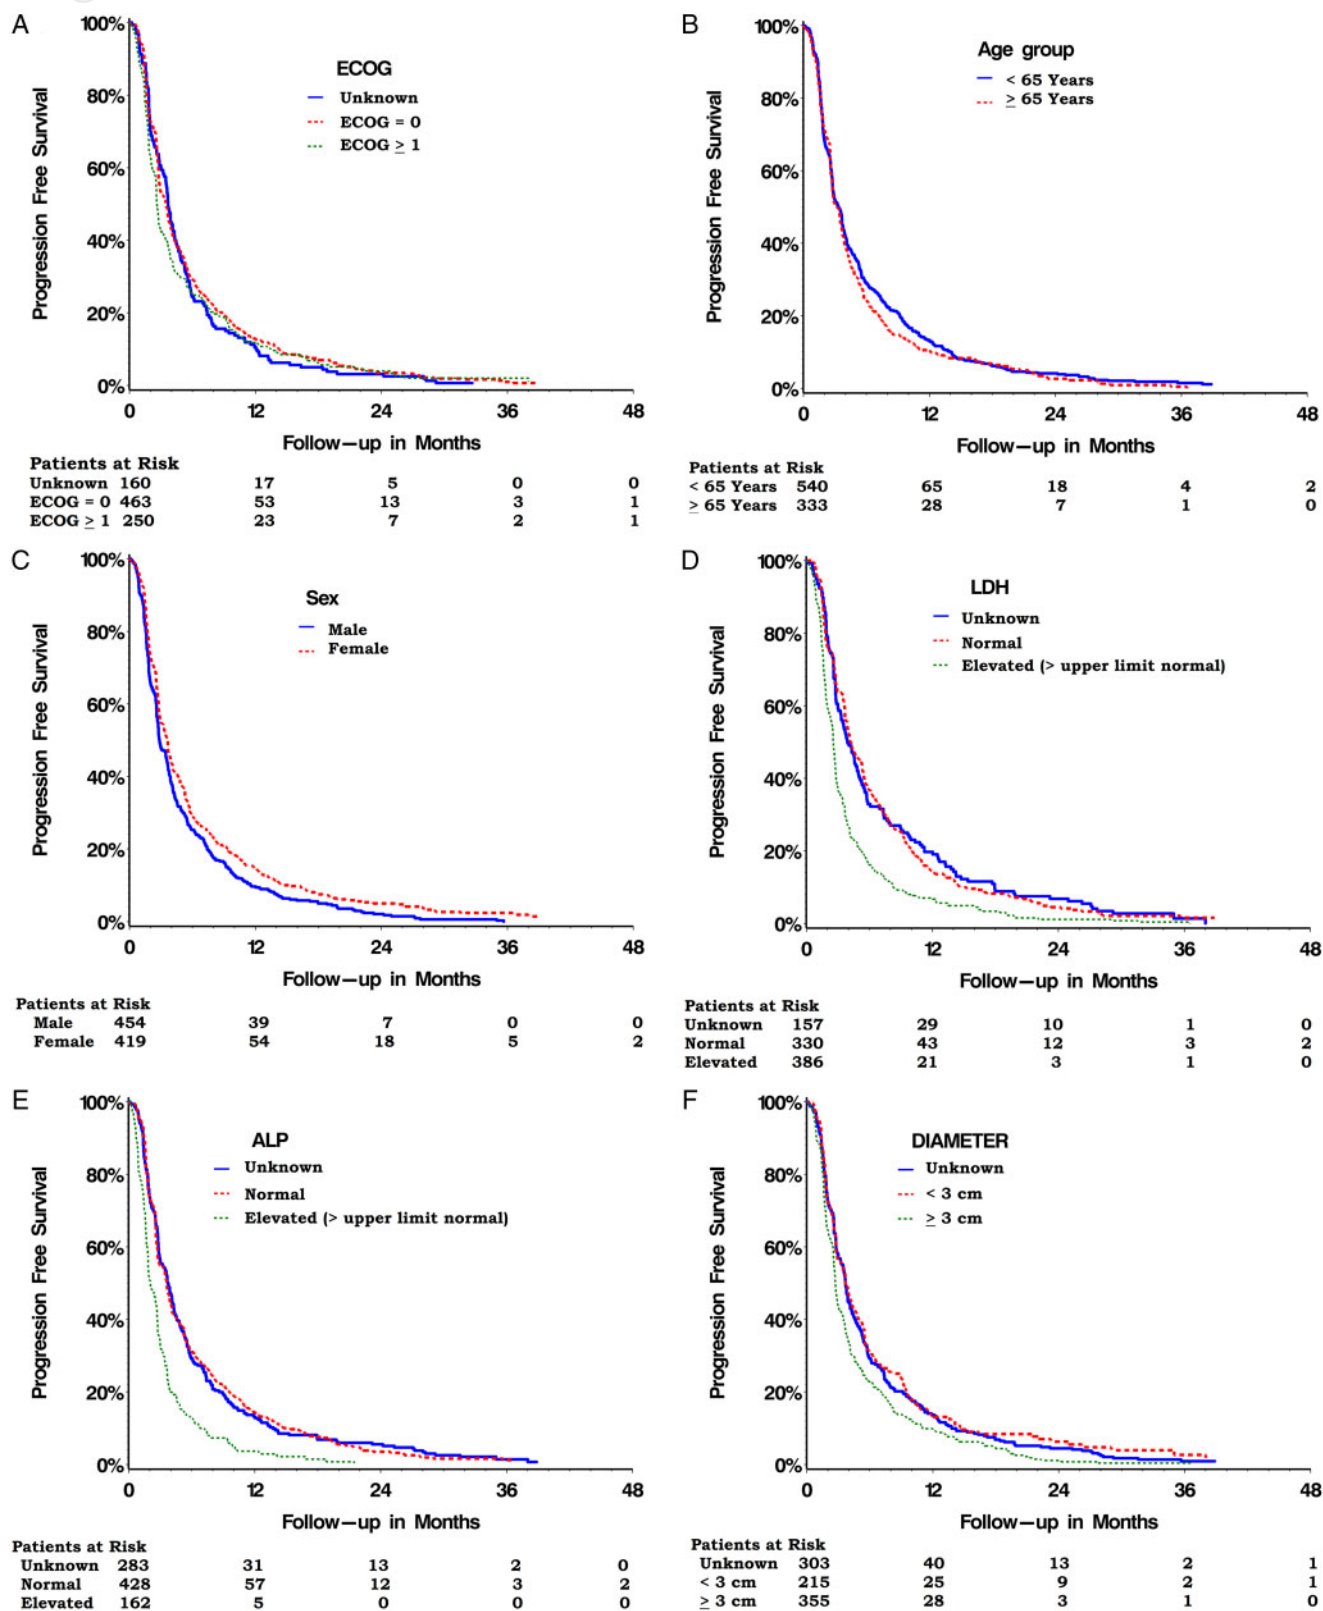 A
100%
80%
60%
40%
20%
0%
Progression Free Survival
ECOG
Unknown
ECOG = 0
ECOG ≥ 1
0 12 24 36 48
Follow-up in Months
Patients at Risk
Unknown 160 17 5 0 0
ECOG = 0 463 53 13 3 1
ECOG ≥ 1 250 23 7 2 1
B
100%
80%
60%
40%
20%
0%
Progression Free Survival
Age group
< 65 Years
≥ 65 Years
0 12 24 36 48
Follow-up in Months
Patients at Risk
< 65 Years 540 65 18 4 2
≥ 65 Years 333 28 7 1 0
C
100%
80%
60%
40%
20%
0%
Progression Free Survival
Sex
Male
Female
0 12 24 36 48
Follow-up in Months
Patients at Risk
Male 454 39 7 0 0
Female 419 54 18 5 2
D
100%
80%
60%
40%
20%
0%
Progression Free Survival
LDH
Unknown
Normal
Elevated (> upper limit normal)
0 12 24 36 48
Follow-up in Months
Patients at Risk
Unknown 157 29 10 1 0
Normal 330 43 12 3 2
Elevated 386 21 3 1 0
E
100%
80%
60%
40%
20%
0%
Progression Free Survival
ALP
Unknown
Normal
Elevated (> upper limit normal)
0 12 24 36 48
Follow-up in Months
Patients at Risk
Unknown 283 31 13 2 0
Normal 428 57 12 3 2
Elevated 162 5 0 0 0
F
100%
80%
60%
40%
20%
0%
Progression Free Survival
DIAMETER
Unknown
< 3 cm
≥ 3 cm
0 12 24 36 48
Follow-up in Months
Patients at Risk
Unknown 303 40 13 2 1
< 3 cm 215 25 9 2 1
≥ 3 cm 355 28 3 1 0